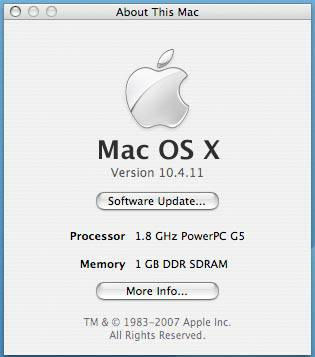 About This Mac
Mac OS X
Version 10.4.11
Software Update...
Processor 1.8 GHz PowerPC G5
Memory 1 GB DDR SDRAM
More Info...
TM & © 1983-2007 Apple Inc.
All Rights Reserved.